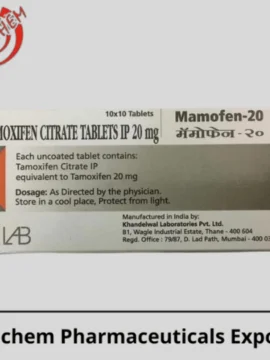 CHEM
10x10 Tablets
MOXIFEN CITRATE TABLETS IP 20 mg
Mamofen-20
मॅमोफेन-२०
Each uncoated tablet contains:
Tamoxifen Citrate IP
equivalent to Tamoxifen 20 mg
Dosage: As Directed by the physician.
Store in a cool place, Protect from light.
Manufactured in India by:
Khandelwal Laboratories Pvt. Ltd.
B1, Wagle Industrial Estate, Thane - 400 604
Regd. Office : 79/87, D. Lad Path, Mumbai - 400 03
LAB
chem Pharmaceuticals Expo